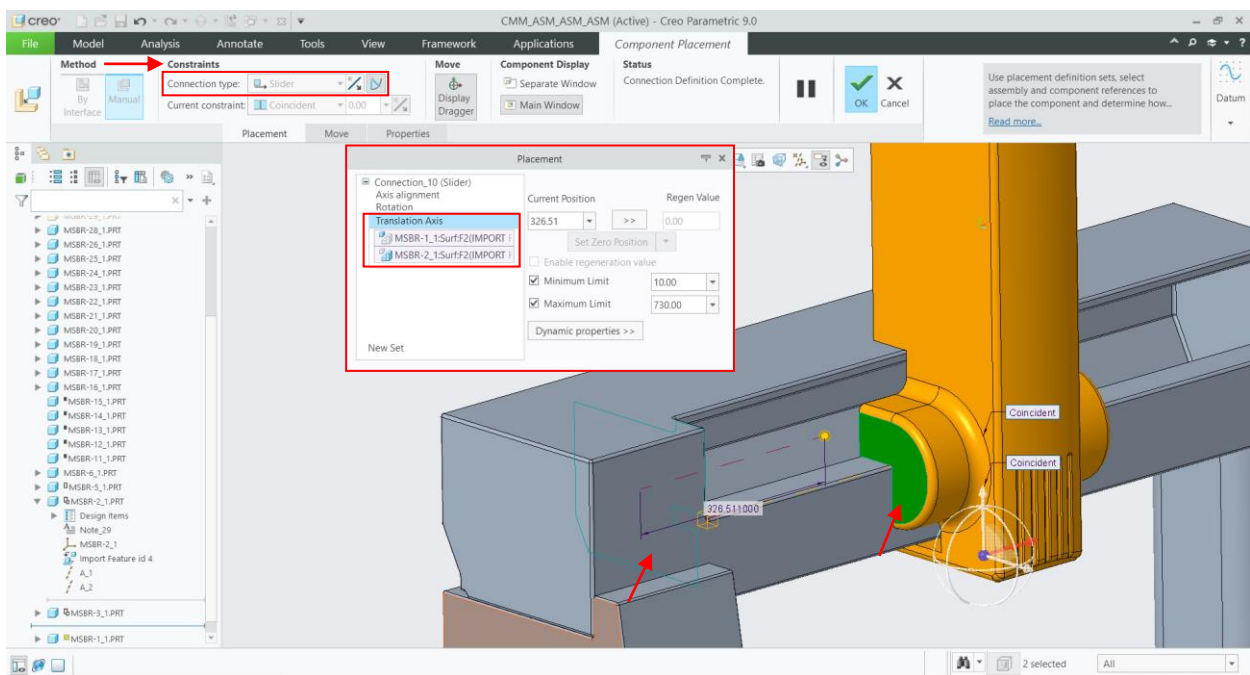 creo® CMM_ASM_ASM_ASM (Active) - Creo Parametric 9.0
File Model Analysis Annotate Tools View Framework Applications Component Placement
Method Constraints Move Component Display Status
By Interface Manual
Connection type: Slider
Current constraint: Coincident 0.00
Display Dragger
Separate Window
Main Window
Connection Definition Complete.
OK Cancel
Use placement definition sets, select
assembly and component references to
place the component and determine how...
Read more...
Datum
Placement Move Properties
Placement
Connection_10 (Slider)
Axis alignment
Rotation
Translation Axis
MSBR-1_1:Surf:F2(IMPORT
MSBR-2_1:Surf:F2(IMPORT
New Set
Current Position Regen Value
326.51 >> 0.00
Set Zero Position
Enable regeneration value
Minimum Limit 10.00
Maximum Limit 730.00
Dynamic properties >>
MSBR-29_1.PRT
MSBR-28_1.PRT
MSBR-26_1.PRT
MSBR-25_1.PRT
MSBR-24_1.PRT
MSBR-23_1.PRT
MSBR-22_1.PRT
MSBR-21_1.PRT
MSBR-20_1.PRT
MSBR-19_1.PRT
MSBR-18_1.PRT
MSBR-17_1.PRT
MSBR-16_1.PRT
MSBR-15_1.PRT
MSBR-14_1.PRT
MSBR-13_1.PRT
MSBR-12_1.PRT
MSBR-11_1.PRT
MSBR-6_1.PRT
MSBR-5_1.PRT
MSBR-2_1.PRT
Design Items
Note_29
MSBR-2_1
Import Feature id 4
A_1
A_2
MSBR-3_1.PRT
MSBR-1_1.PRT
Coincident
Coincident
326.511000
2 selected All